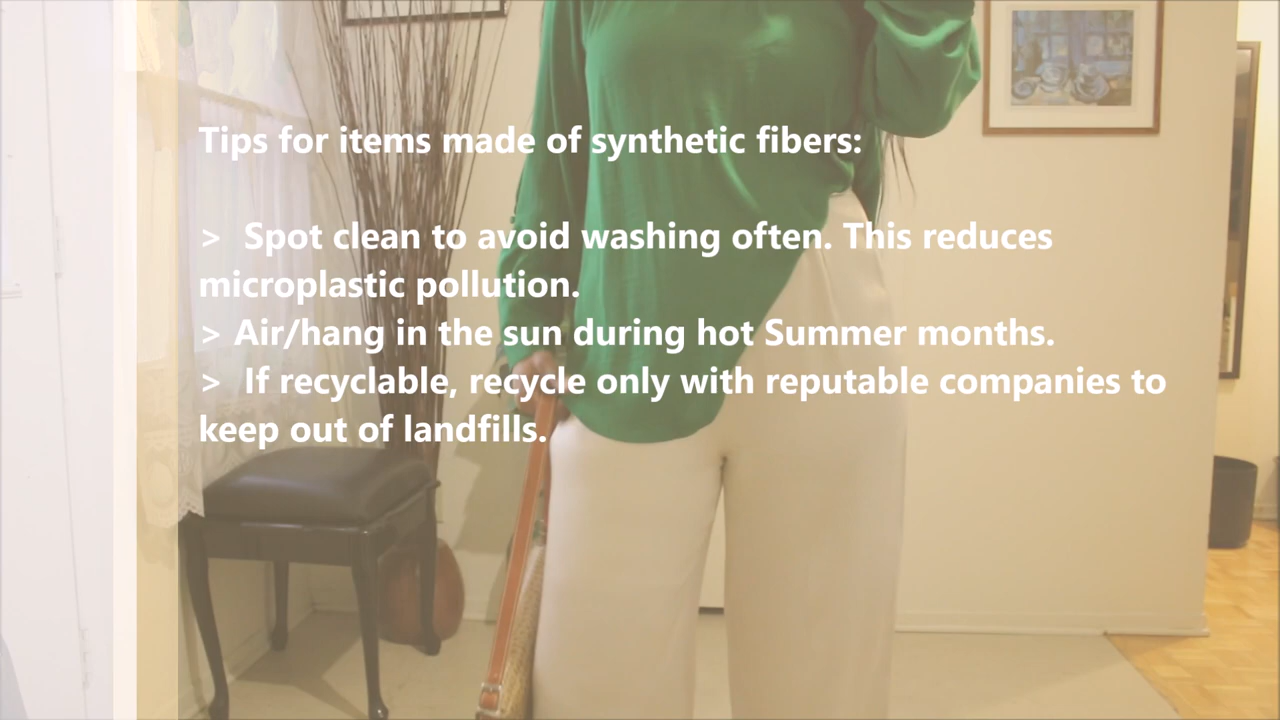 Tips for items made of synthetic fibers:
>  Spot clean to avoid washing often. This reduces
microplastic pollution.
> Air/hang in the sun during hot Summer months.
>  If recyclable, recycle only with reputable companies to
keep out of landfills.